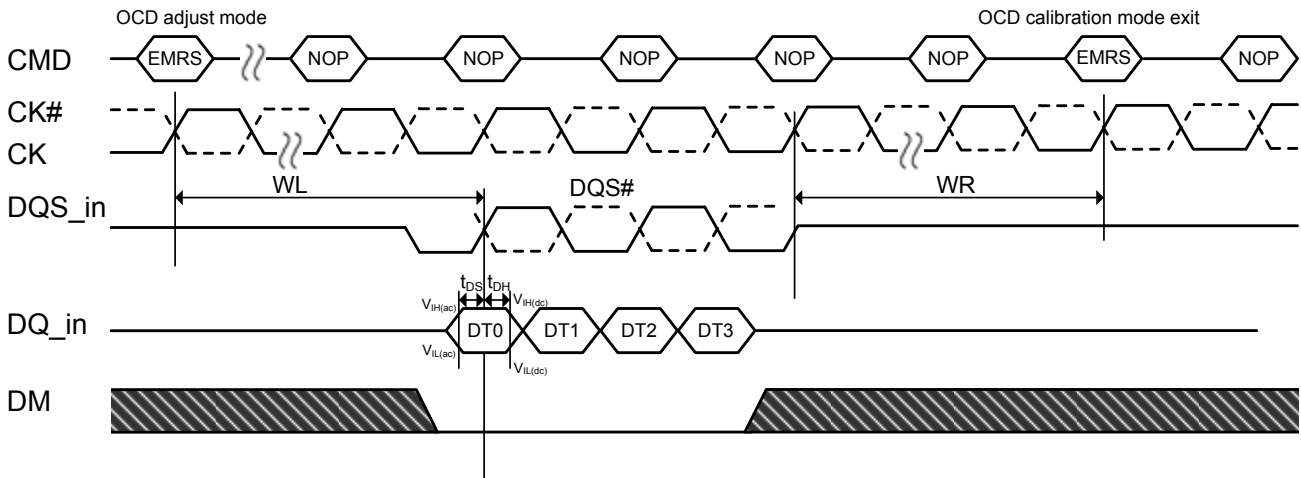 OCD adjust mode OCD calibration mode exit
CMD EMRS NOP NOP NOP NOP NOP EMRS NOP
CK#
CK
WL DQS# WR
DQS_in
tDS tDH
VIH(ac) VIH(dc)
DQ_in DT0 DT1 DT2 DT3
VIL(ac) VIL(dc)
DM